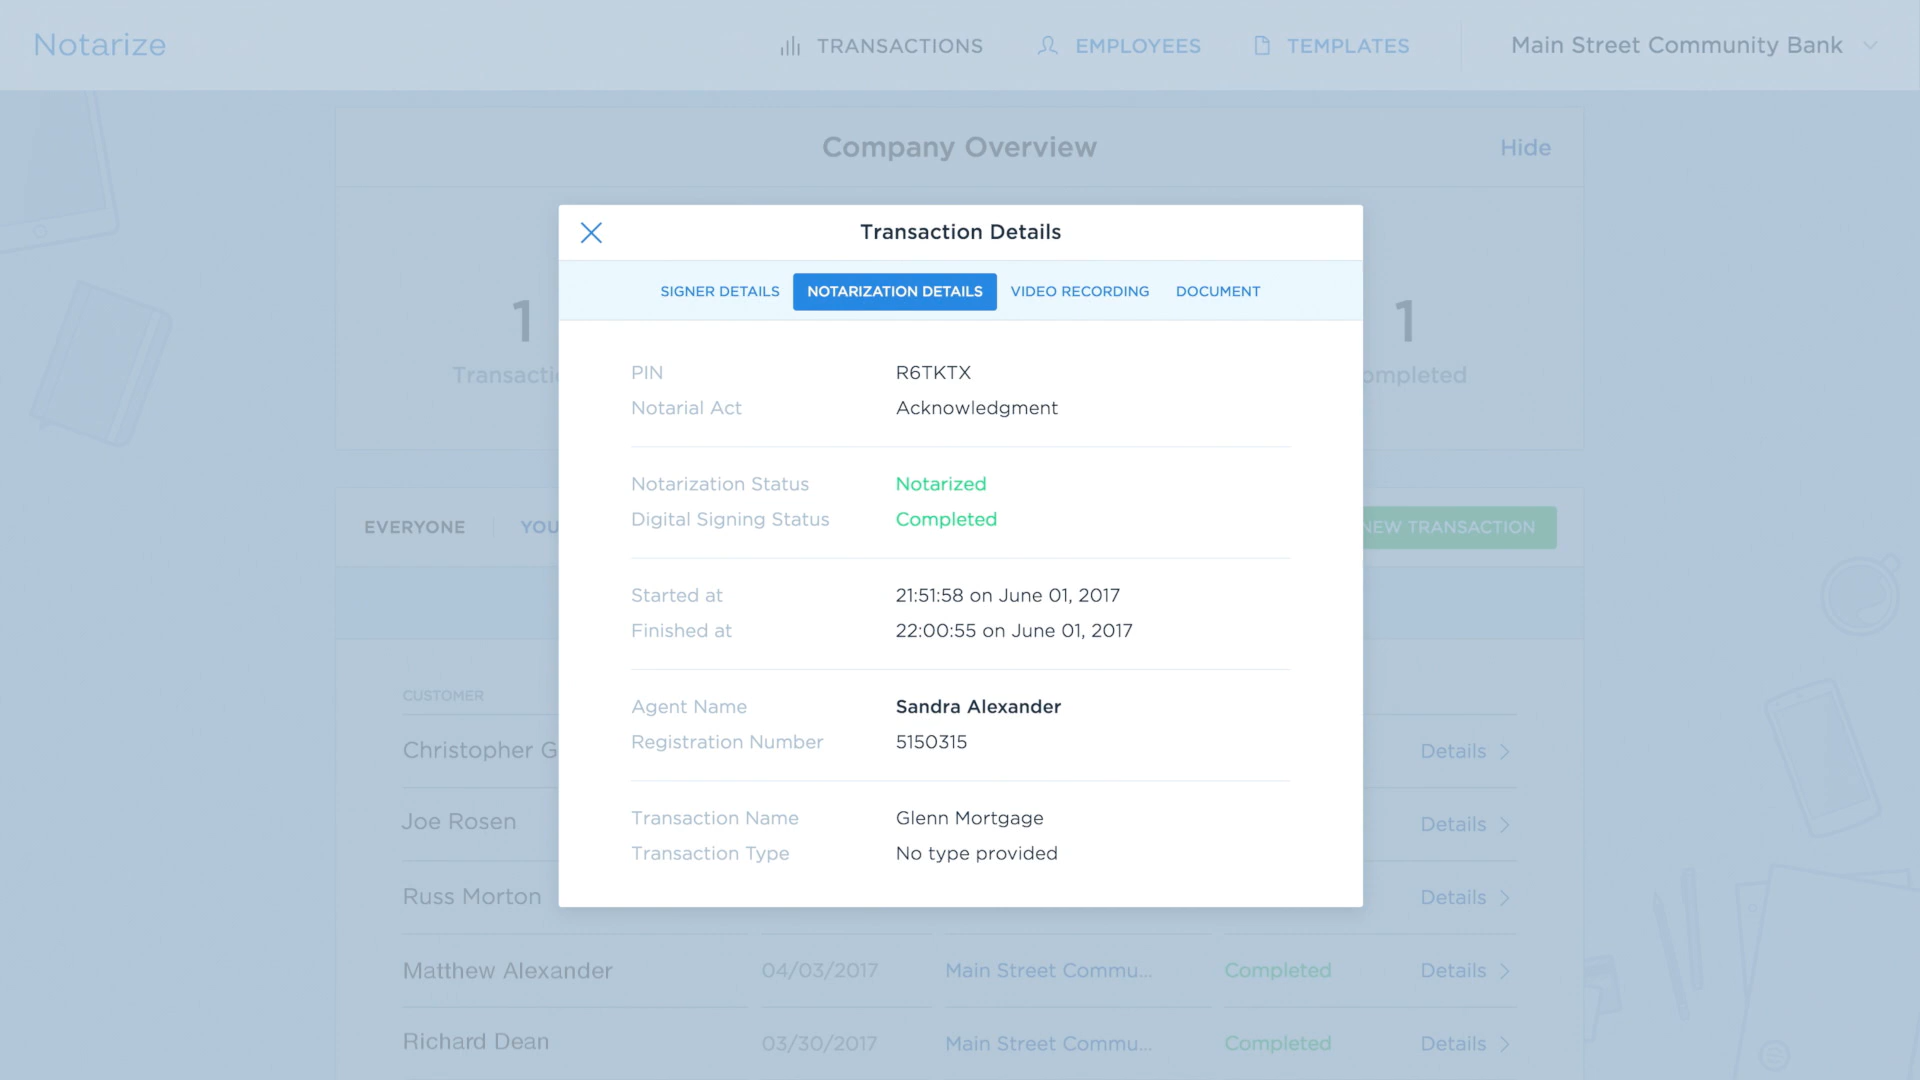 Notarize
TRANSACTIONS
EMPLOYEES
TEMPLATES
Main Street Community Bank
Company Overview
Hide
1
1
Transaction Details
SIGNER DETAILS
NOTARIZATION DETAILS
VIDEO RECORDING
DOCUMENT
PIN R6TKTX
Notarial Act Acknowledgment
Notarization Status Notarized
Digital Signing Status Completed
Started at 21:51:58 on June 01, 2017
Finished at 22:00:55 on June 01, 2017
Agent Name Sandra Alexander
Registration Number 5150315
Transaction Name Glenn Mortgage
Transaction Type No type provided
EVERYONE
YOU
NEW TRANSACTION
CUSTOMER
Christopher G
Details
Joe Rosen
Details
Russ Morton
Details
Matthew Alexander 04/03/2017 Main Street Commu... Completed Details
Richard Dean 03/30/2017 Main Street Commu... Completed Details